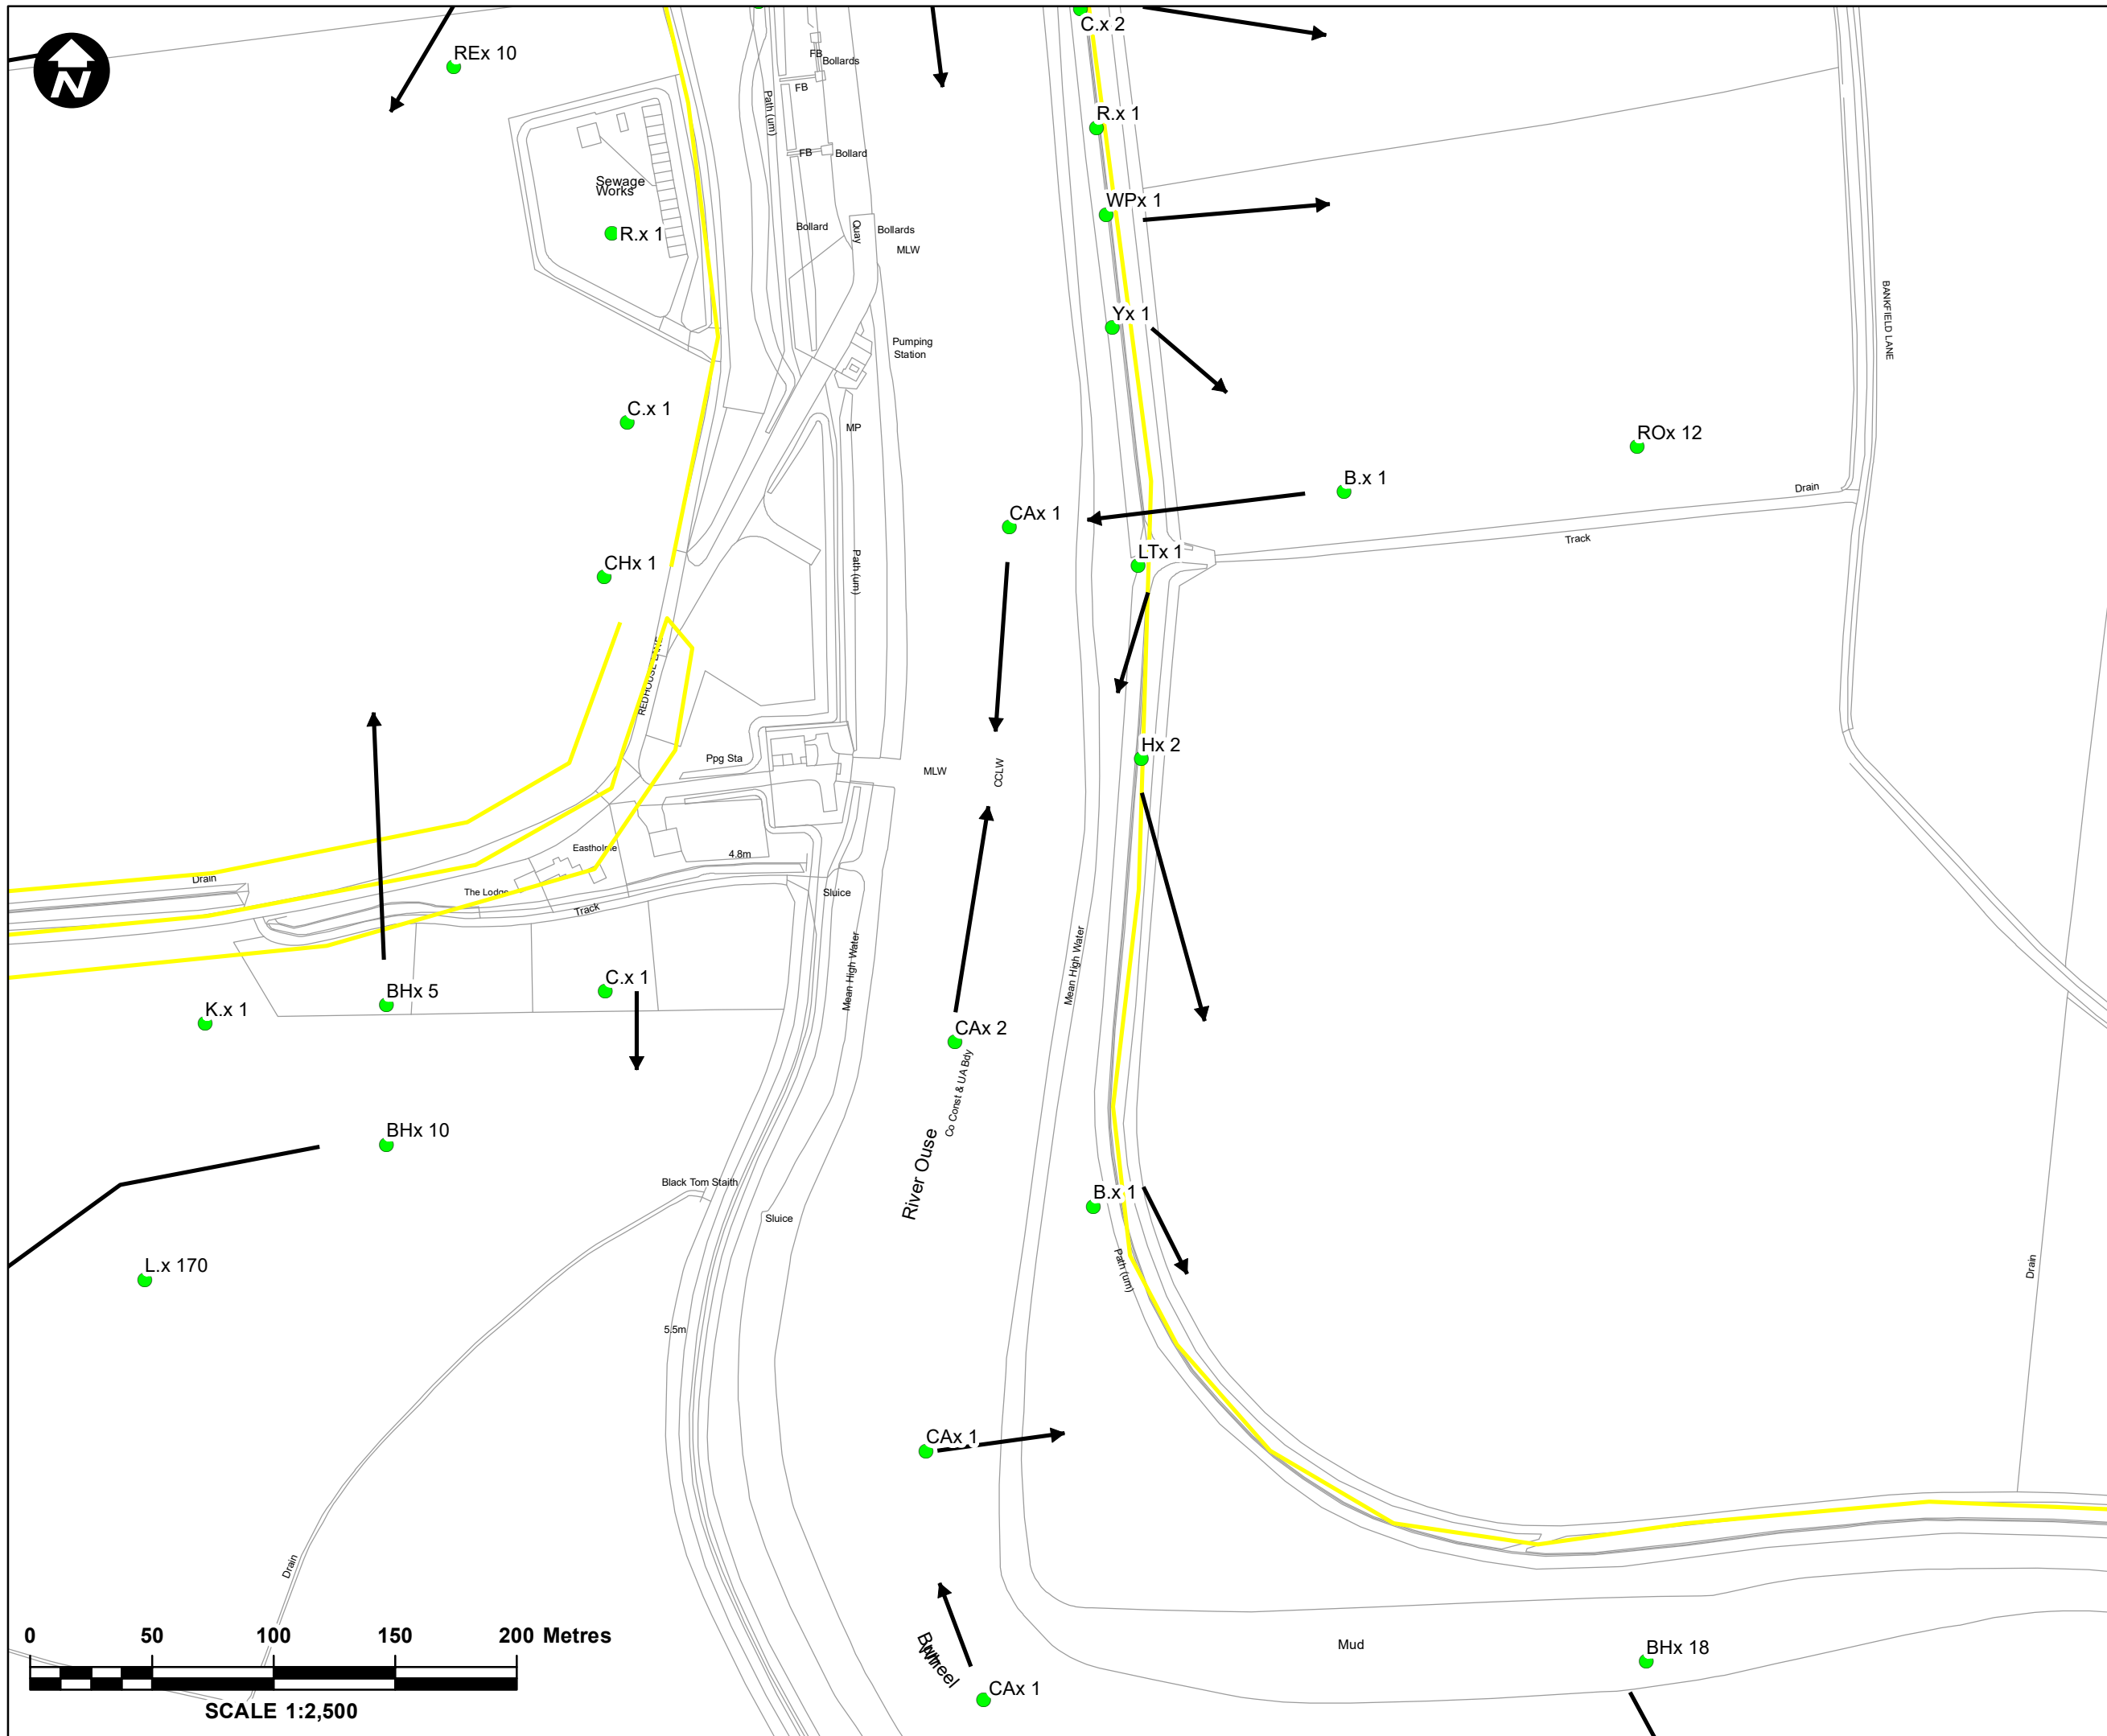 N
REx 10
C.x 2
FB
Bollards
FB
Path (um)
R.x 1
FB
Bollard
Sewage
Works
WPx 1
R.x 1
Bollard
Quay
Bollards
MLW
Yx 1
BANKFIELD LANE
Pumping
Station
C.x 1
MP
ROx 12
B.x 1
Drain
CAx 1
Track
LTx 1
CHx 1
Path (um)
Hx 2
Ppg Sta
MLW
CCLW
4.8m
Drain
The Lodge
Sluice
Track
Mean High Water
Mean High Water
BHx 5
C.x 1
K.x 1
CAx 2
Co Const & UA Bdy
BHx 10
River Ouse
Black Tom Staith
B.x 1
Sluice
Path (um)
Drain
L.x 170
5.5m
CAx 1
Drain
0 50 100 150 200 Metres
SCALE 1:2,500
Mud
BHx 18
CAx 1